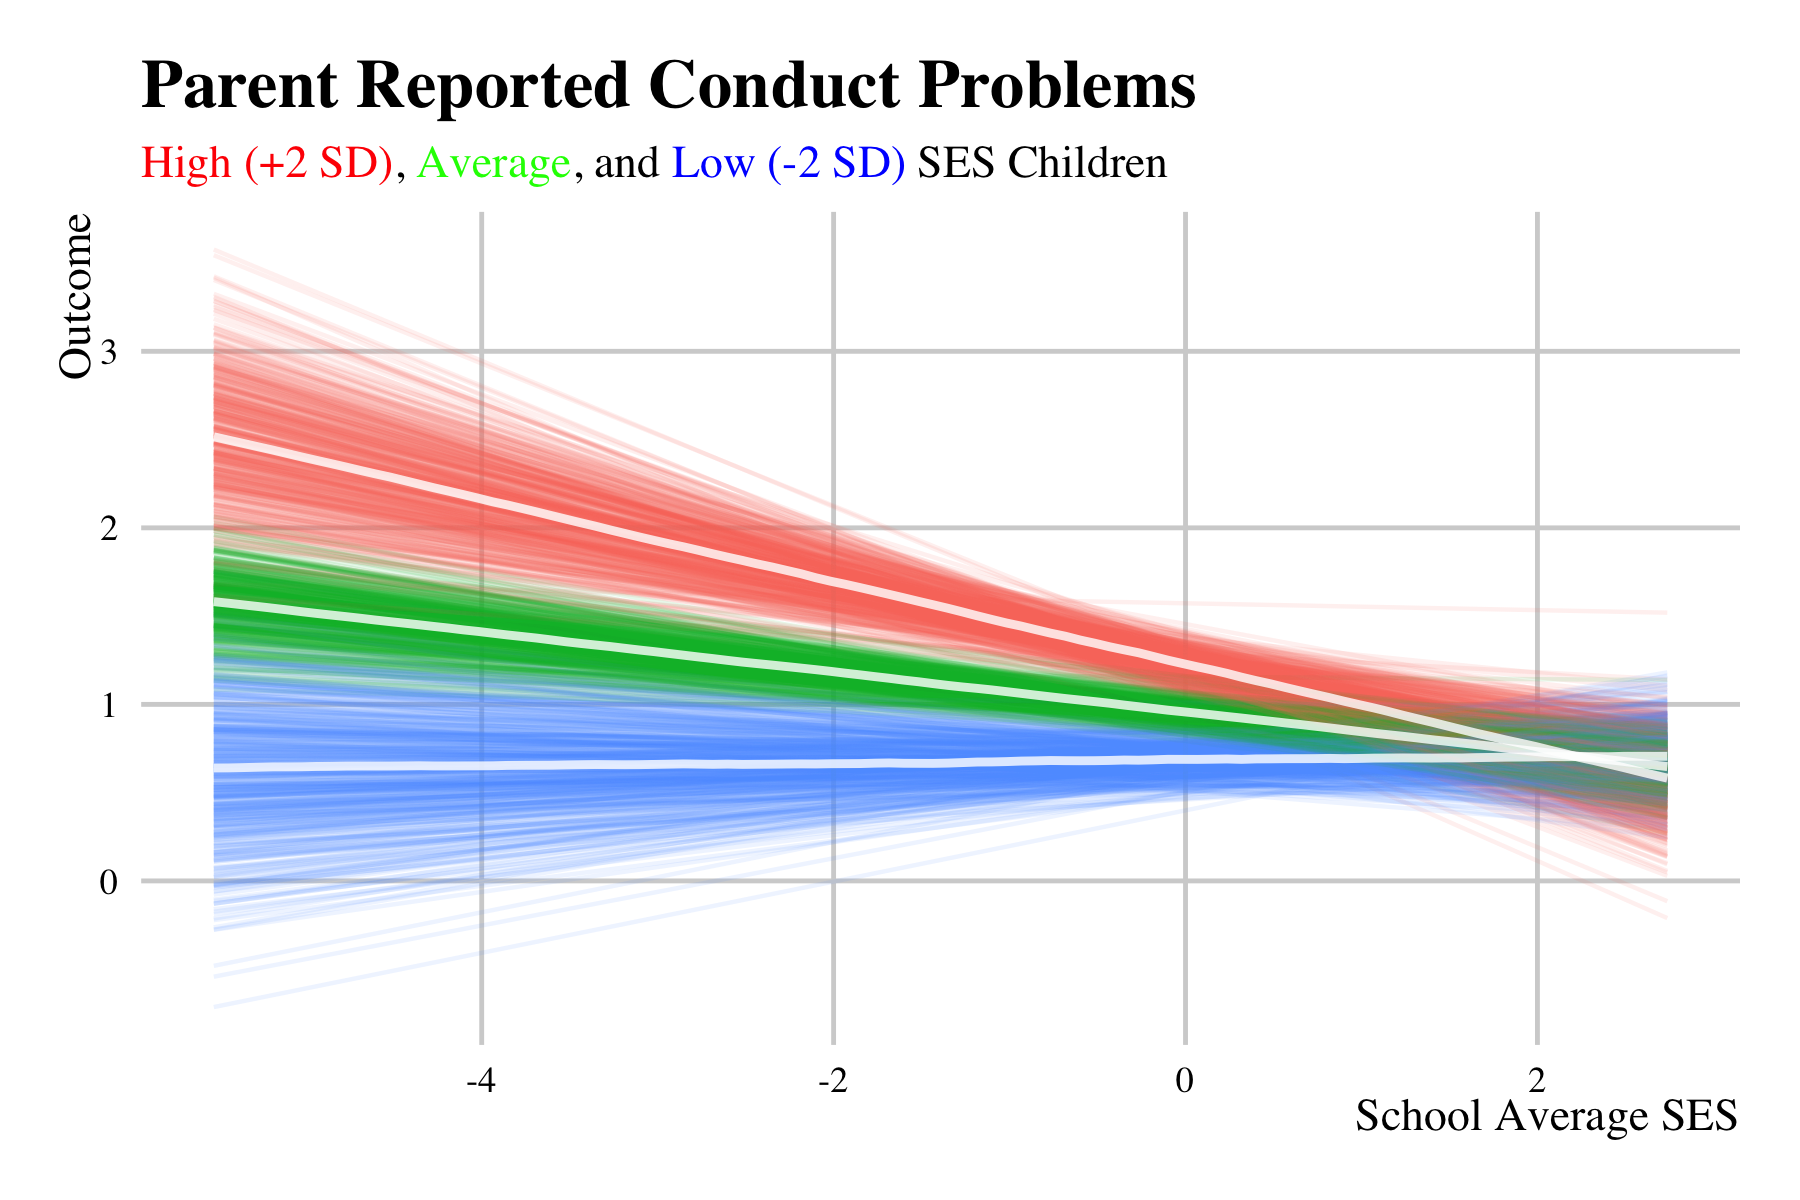 Parent Reported Conduct Problems
High (+2 SD), Average, and Low (-2 SD) SES Children
Outcome
3
2
1
0
-4 -2 0 2
School Average SES